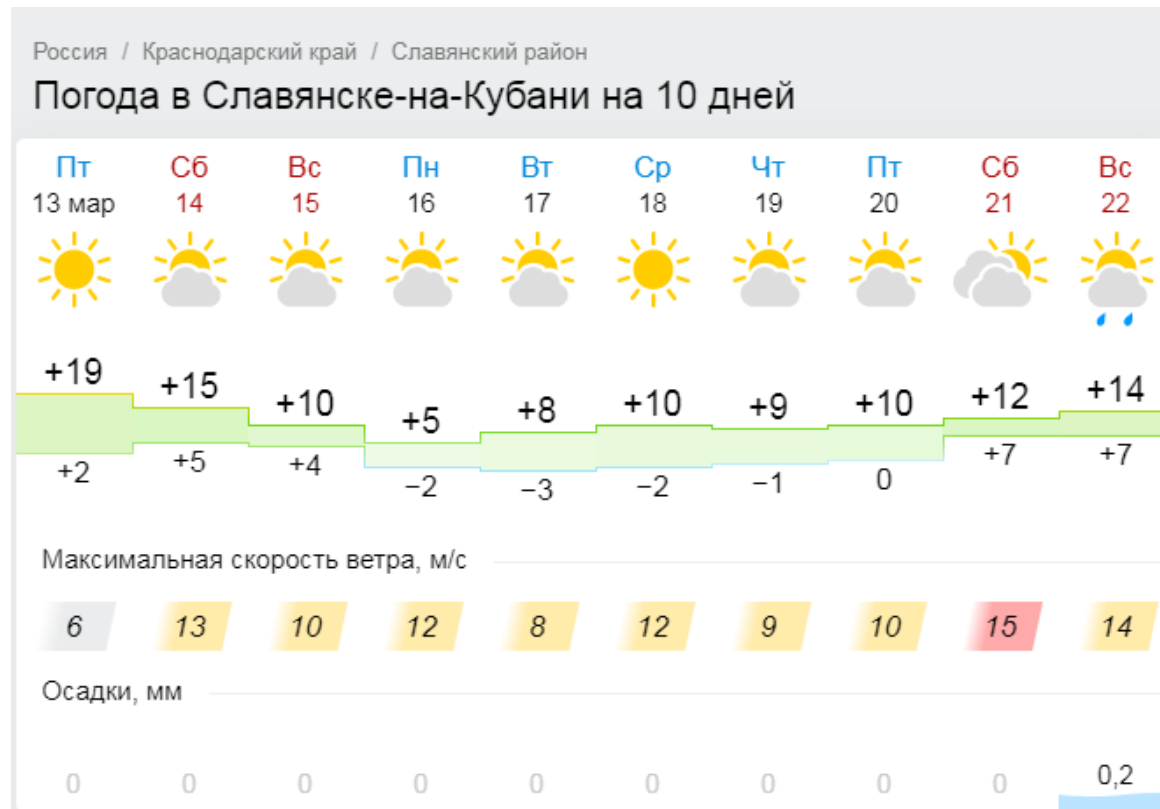 Россия / Краснодарский край / Славянский район
Погода в Славянске-на-Кубани на 10 дней
Пт Сб Вс Пн Вт Ср Чт Пт Сб Вс
13 мар 14 15 16 17 18 19 20 21 22
+19 +15 +10 +5 +8 +10 +9 +10 +12 +14
+2 +5 +4 −2 −3 −2 −1 0 +7 +7
Максимальная скорость ветра, м/с
6 13 10 12 8 12 9 10 15 14
Осадки, мм
0 0 0 0 0 0 0 0 0 0,2